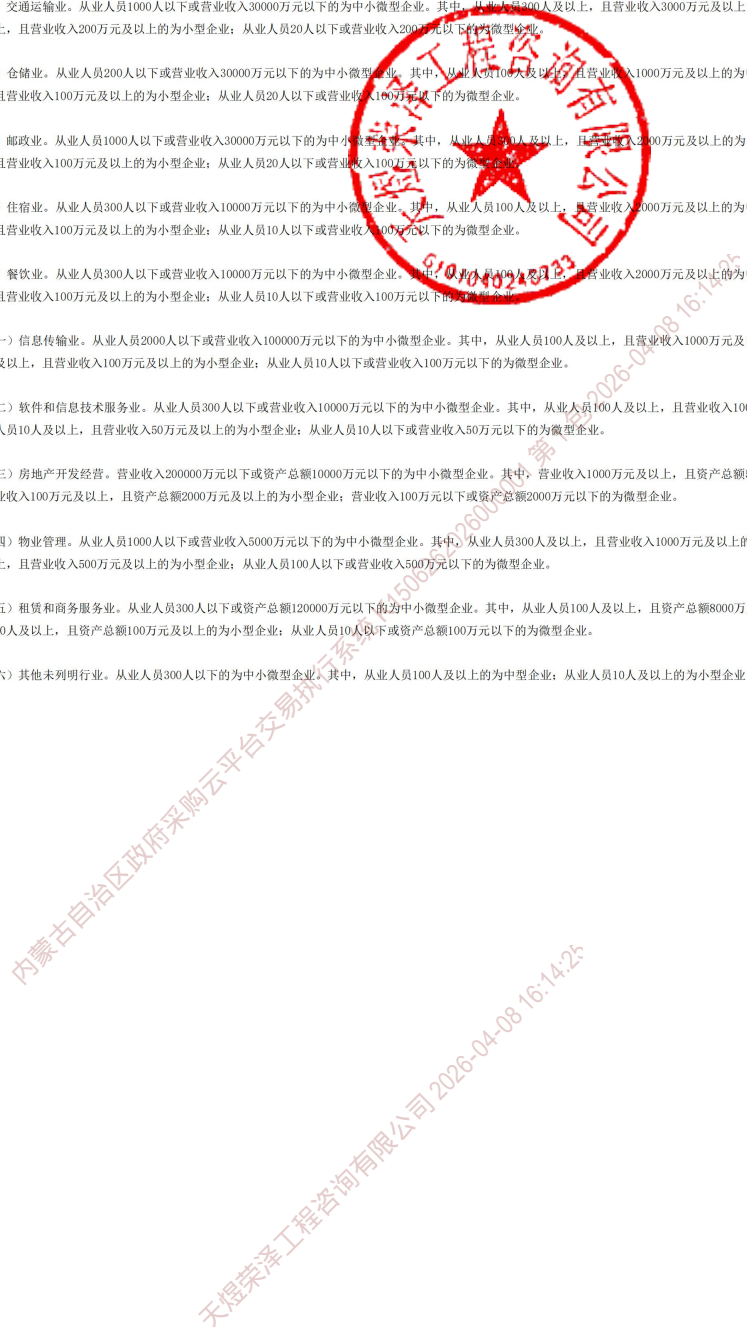 交通运输业。从业人员1000人以下或营业收入30000万元以下的为中小微型企业。其中，从业人员300人及以上，且营业收入3000万元及以上
上，且营业收入200万元及以上的为小型企业；从业人员20人以下或营业收入200万元以下的为微型企业。
仓储业。从业人员200人以下或营业收入30000万元以下的为中小微型企业。其中，从业人员100人及以上，且营业收入1000万元及以上的为
且营业收入100万元及以上的为小型企业；从业人员20人以下或营业收入100万元以下的为微型企业。
邮政业。从业人员1000人以下或营业收入30000万元以下的为中小微型企业。其中，从业人员300人及以上，且营业收入2000万元及以上的为
且营业收入100万元及以上的为小型企业；从业人员20人以下或营业收入100万元以下的为微型企业。
住宿业。从业人员300人以下或营业收入10000万元以下的为中小微型企业。其中，从业人员100人及以上，且营业收入2000万元及以上的为
且营业收入100万元及以上的为小型企业；从业人员10人以下或营业收入100万元以下的为微型企业。
餐饮业。从业人员300人以下或营业收入10000万元以下的为中小微型企业。其中，从业人员100人及以上，且营业收入2000万元及以上的为
且营业收入100万元及以上的为小型企业；从业人员10人以下或营业收入100万元以下的为微型企业。
一）信息传输业。从业人员2000人以下或营业收入100000万元以下的为中小微型企业。其中，从业人员100人及以上，且营业收入1000万元及
及以上，且营业收入100万元及以上的为小型企业；从业人员10人以下或营业收入100万元以下的为微型企业。
二）软件和信息技术服务业。从业人员300人以下或营业收入10000万元以下的为中小微型企业。其中，从业人员100人及以上，且营业收入100
人员10人及以上，且营业收入50万元及以上的为小型企业；从业人员10人以下或营业收入50万元以下的为微型企业。
三）房地产开发经营。营业收入200000万元以下或资产总额10000万元以下的为中小微型企业。其中，营业收入1000万元及以上，且资产总额
业收入100万元及以上，且资产总额2000万元及以上的为小型企业；营业收入100万元以下或资产总额2000万元以下的为微型企业。
四）物业管理。从业人员1000人以下或营业收入5000万元以下的为中小微型企业。其中，从业人员300人及以上，且营业收入1000万元及以上的
上，且营业收入500万元及以上的为小型企业；从业人员100人以下或营业收入500万元以下的为微型企业。
五）租赁和商务服务业。从业人员300人以下或资产总额120000万元以下的为中小微型企业。其中，从业人员100人及以上，且资产总额8000万
0人及以上，且资产总额100万元及以上的为小型企业；从业人员10人以下或资产总额100万元以下的为微型企业。
六）其他未列明行业。从业人员300人以下的为中小微型企业。其中，从业人员100人及以上的为中型企业；从业人员10人及以上的为小型企业
天煜荣泽工程咨询有限公司
内蒙古自治区政府采购云平台交易执行系统
第1包 2026-04-08 16:14:25
天煜荣泽工程咨询有限公司 2026-04-08 16:14:25